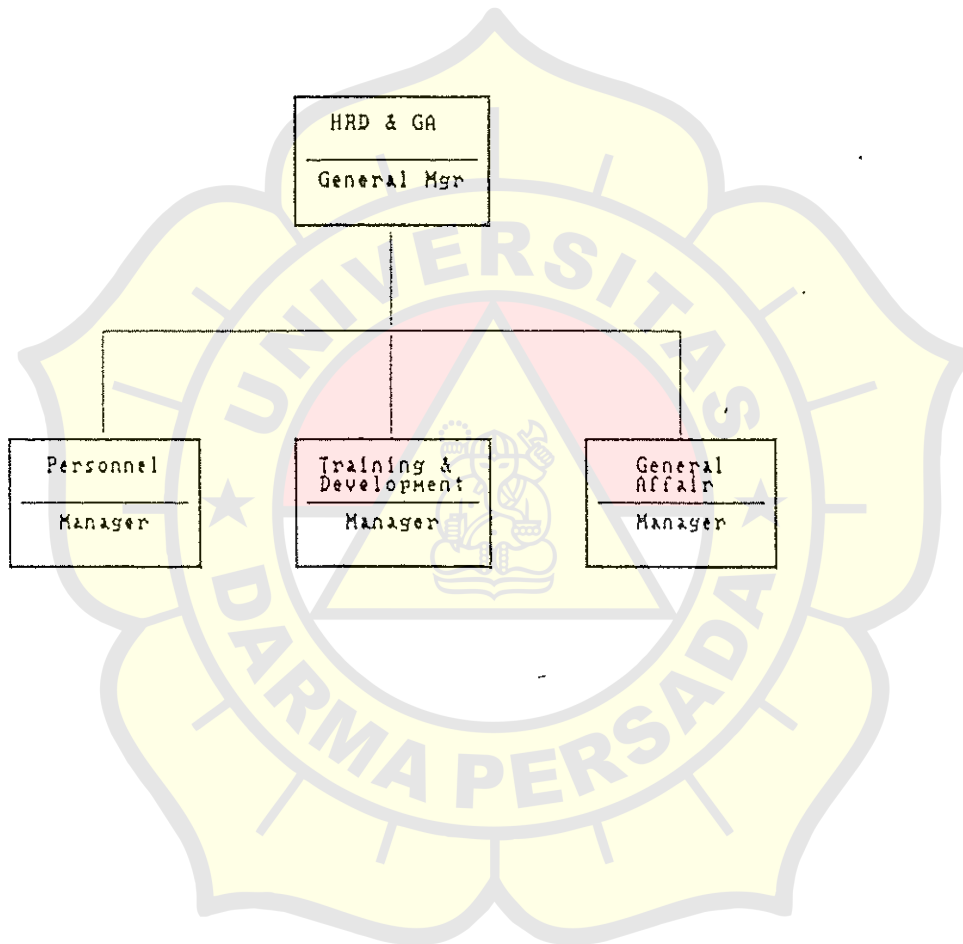 HRD & GA
General Mgr
Personnel
Manager
Training &
Development
Manager
General
Affair
Manager
UNIVERSITAS
DARMA PERSADA